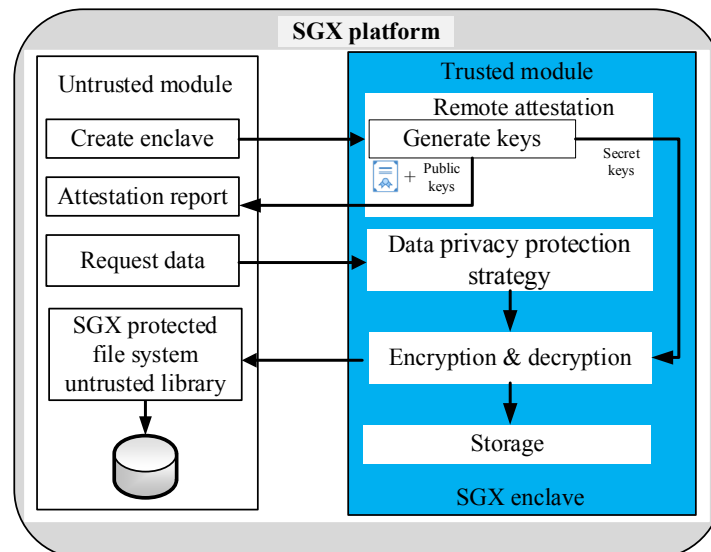 SGX platform
Untrusted module
Create enclave
Attestation report
Request data
SGX protected
file system
untrusted library
Trusted module
Remote attestation
Generate keys
+ Public
keys
Secret
keys
Data privacy protection
strategy
Encryption & decryption
Storage
SGX enclave